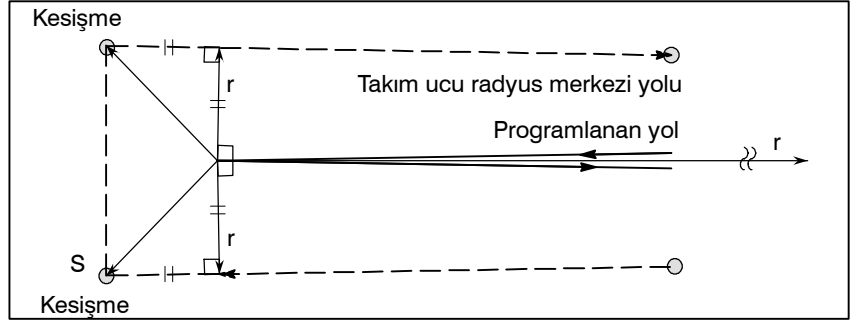 Kesişme
r
Takım ucu radyus merkezi yolu
Programlanan yol
r
r
S
Kesişme